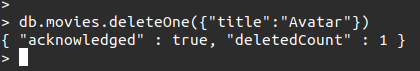 >
> db.movies.deleteOne({"title":"Avatar"})
{ "acknowledged" : true, "deletedCount" : 1 }
>